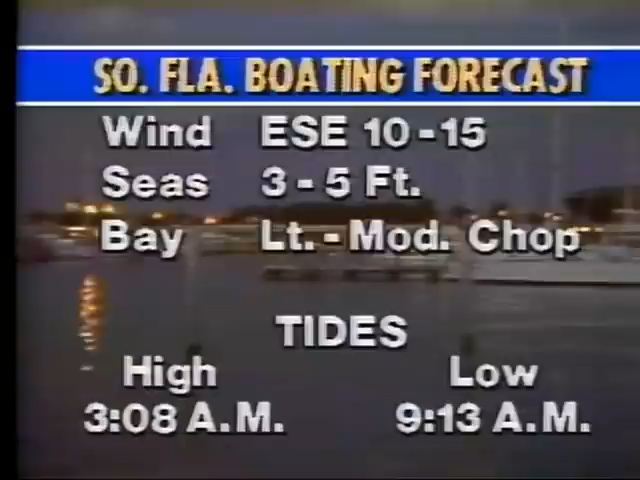 SO. FLA. BOATING FORECAST
Wind ESE 10-15
Seas 3-5 Ft.
Bay Lt.-Mod. Chop
TIDES
High Low
3:08 A.M. 9:13 A.M.